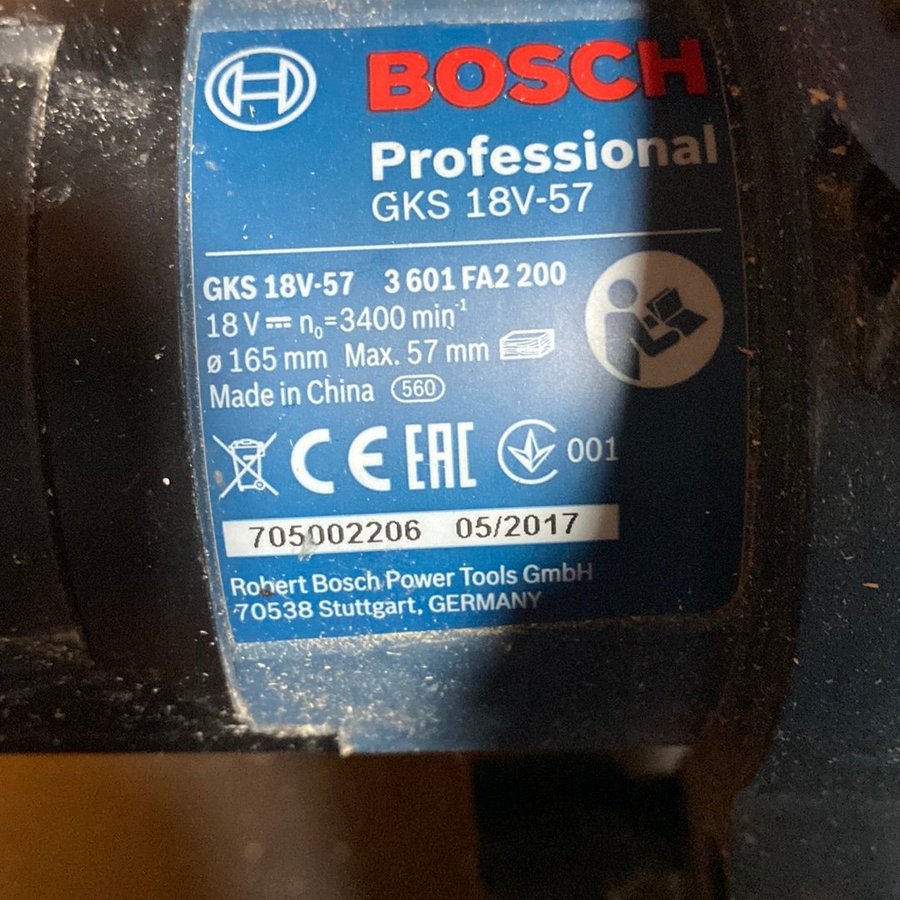 BOSCH
Professional
GKS 18V-57
GKS 18V-57 3 601 FA2 200
18 V⎓ n₀=3400 min⁻¹
ø 165 mm Max. 57 mm
Made in China 560
CE EAC 001
705002206 05/2017
Robert Bosch Power Tools GmbH
70538 Stuttgart, GERMANY